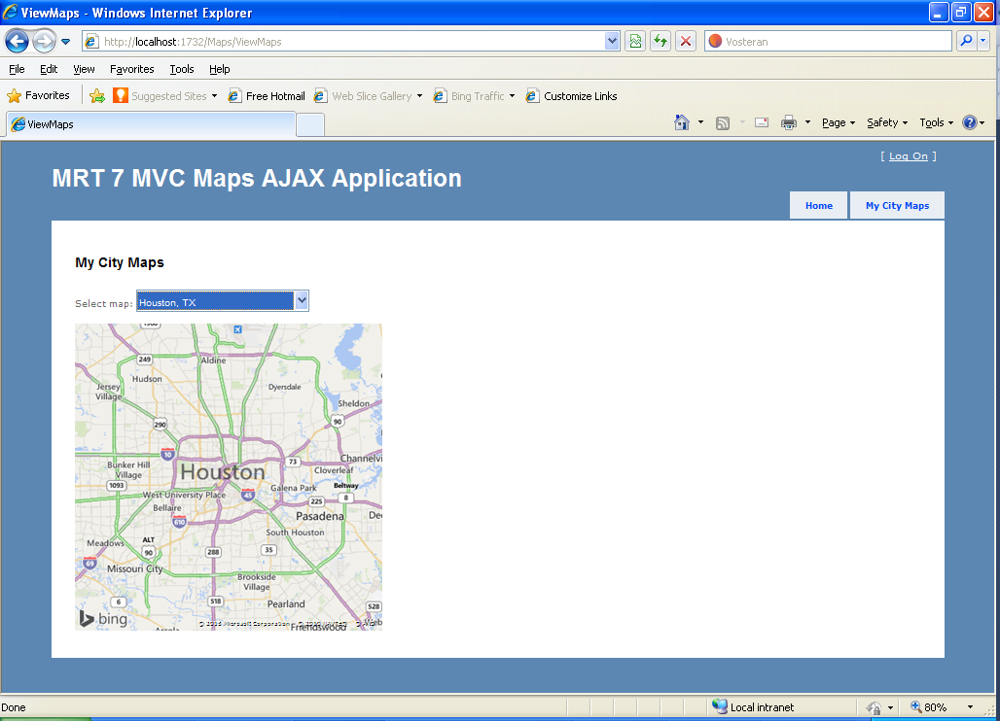 ViewMaps - Windows Internet Explorer
http://localhost:1732/Maps/ViewMaps
Vosteran
File Edit View Favorites Tools Help
Favorites Suggested Sites Free Hotmail Web Slice Gallery Bing Traffic Customize Links
ViewMaps
Page Safety Tools
[ Log On ]
MRT 7 MVC Maps AJAX Application
Home My City Maps
My City Maps
Select map: Houston, TX
249
Aldine
Hudson
Jersey
Village
Dyersdale
Sheldon
290
90
10
73
Channelvi
Bunker Hill
Village
Houston
Cloverleaf
1093
Galena Park
Beltway
8
West University Place
45
225
Bellaire
Pasadena
De
610
South Houston
Meadows
ALT
90
288
35
69
Missouri City
Brookside
Village
6
518
Pearland
528
bing
Friendswood
Done Local intranet 80%